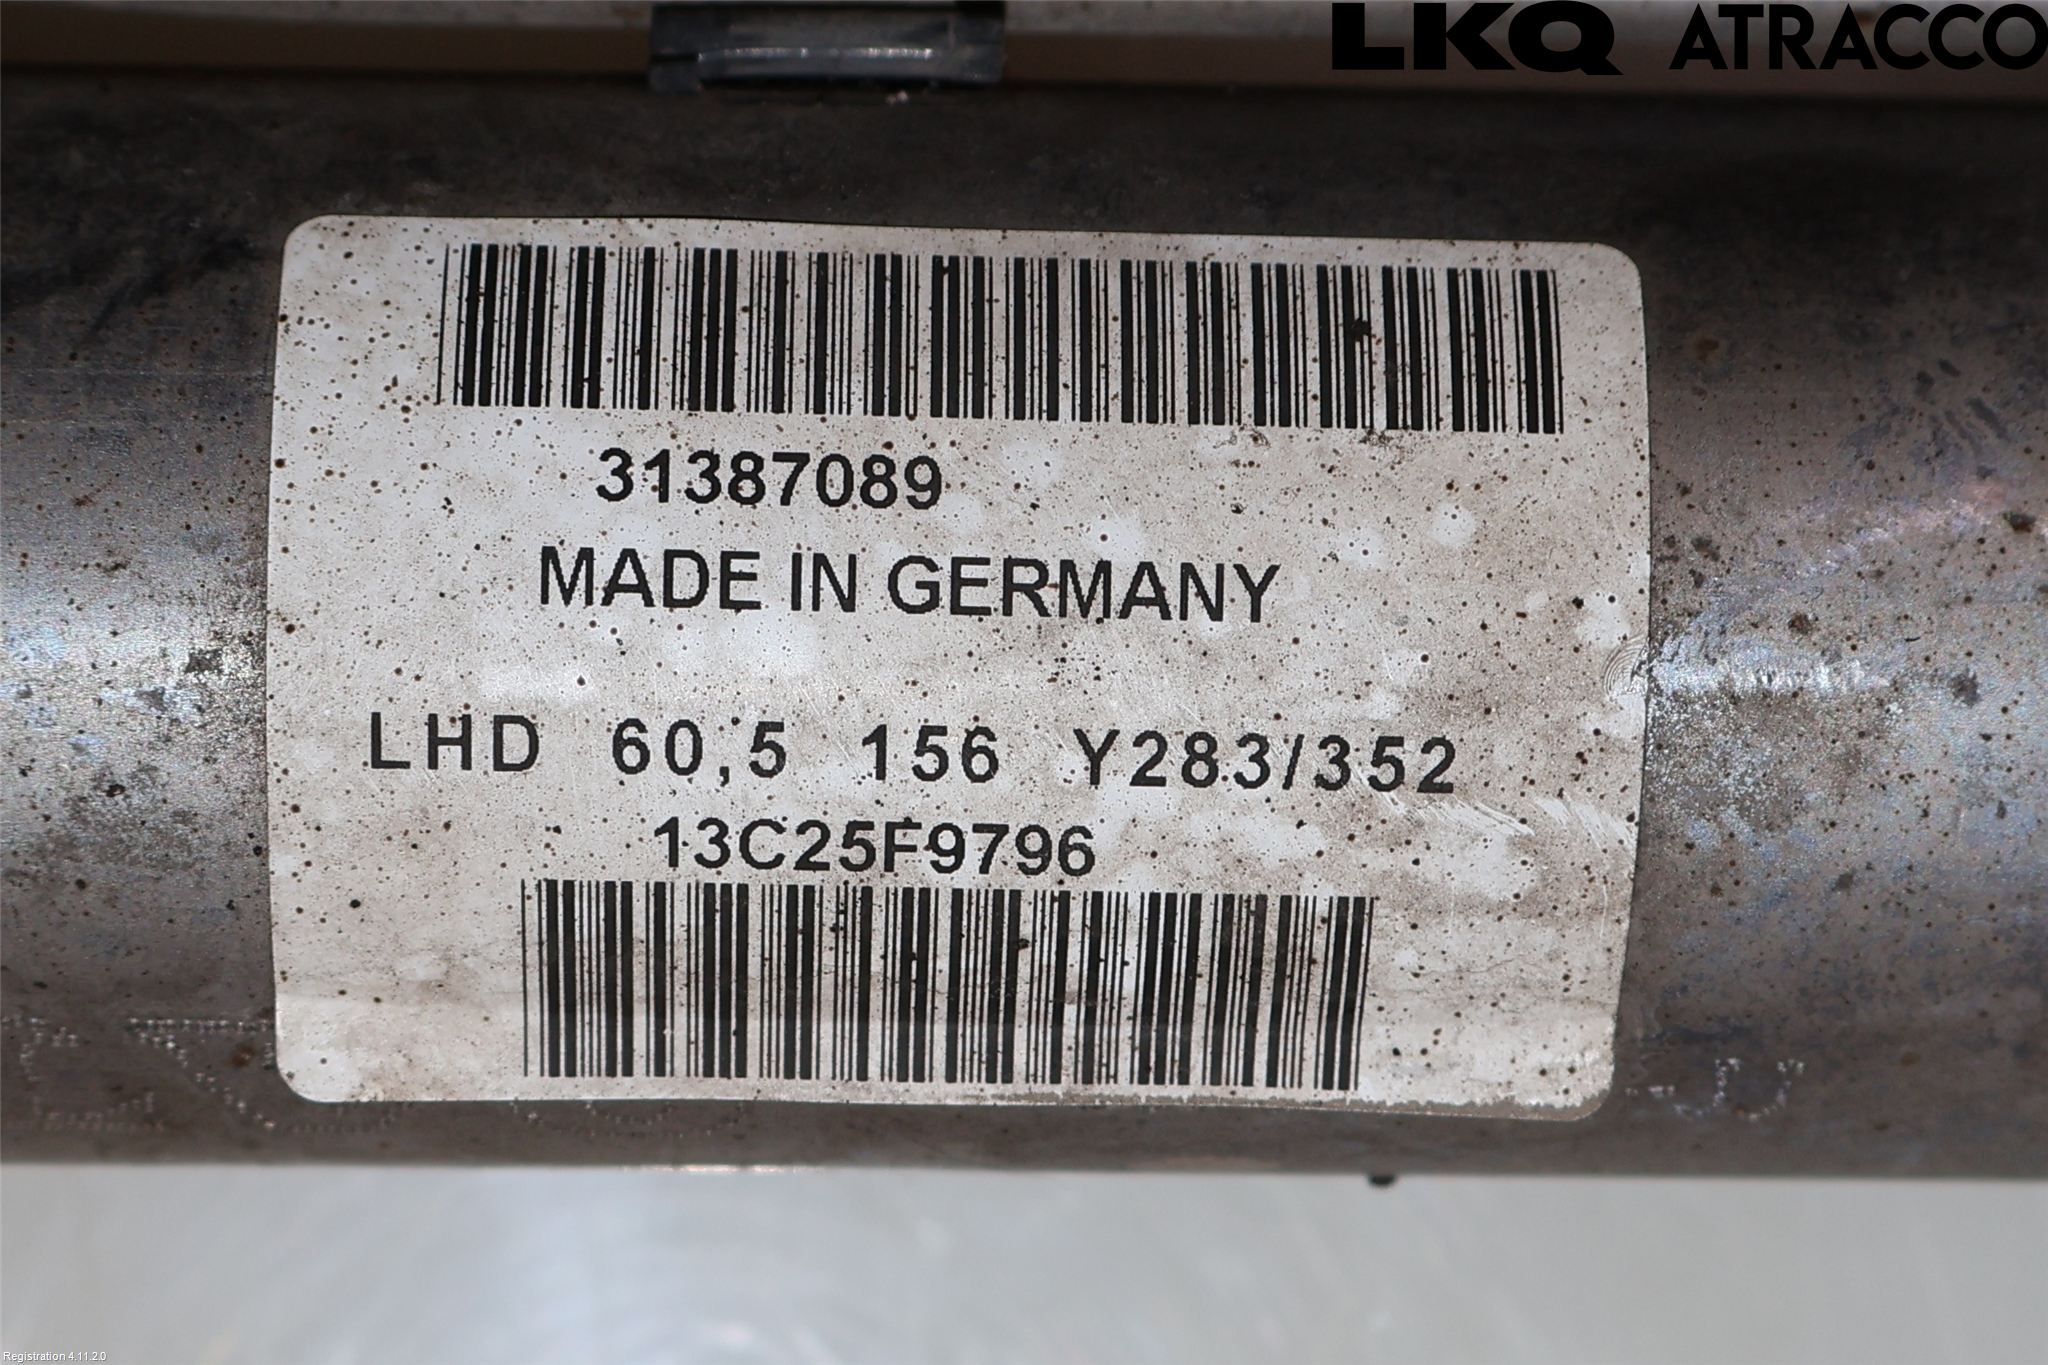 LKQ ATRACCO
31387089
MADE IN GERMANY
LHD 60,5 156 Y283/352
13C25F9796
Registration 4.11.2.0